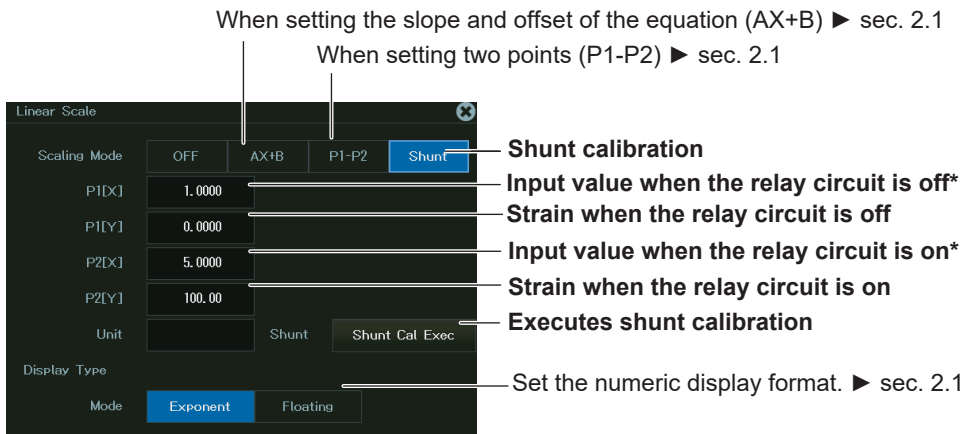 When setting the slope and offset of the equation (AX+B) ► sec. 2.1
When setting two points (P1-P2) ► sec. 2.1
Linear Scale
Scaling Mode OFF AX+B P1-P2 Shunt Shunt calibration
P1[X] 1.0000 Input value when the relay circuit is off*
P1[Y] 0.0000 Strain when the relay circuit is off
P2[X] 5.0000 Input value when the relay circuit is on*
P2[Y] 100.00 Strain when the relay circuit is on
Unit Shunt Shunt Cal Exec Executes shunt calibration
Display Type
Set the numeric display format. ► sec. 2.1
Mode Exponent Floating